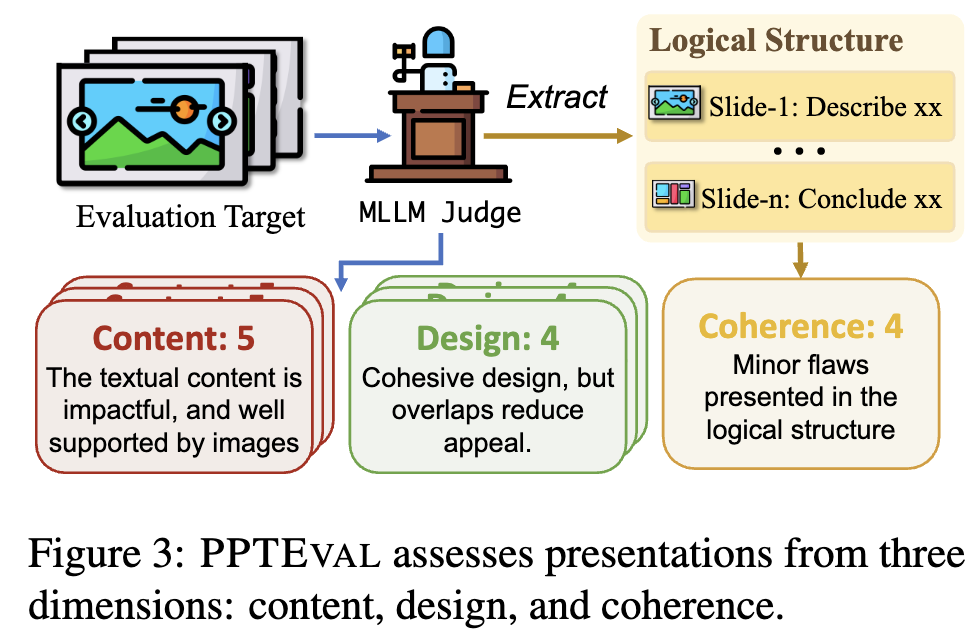 Logical Structure
Extract
Slide-1: Describe xx
...
Slide-n: Conclude xx
Evaluation Target
MLLM Judge
Content: 5
The textual content is
impactful, and well
supported by images
Design: 4
Cohesive design, but
overlaps reduce
appeal.
Coherence: 4
Minor flaws
presented in the
logical structure
Figure 3: PPTEVAL assesses presentations from three
dimensions: content, design, and coherence.